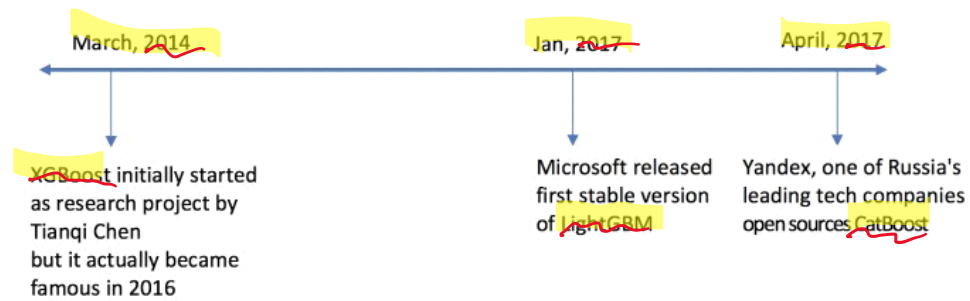 March, 2014
Jan, 2017
April, 2017
XGBoost initially started
as research project by
Tianqi Chen
but it actually became
famous in 2016
Microsoft released
first stable version
of LightGBM
Yandex, one of Russia's
leading tech companies
open sources CatBoost